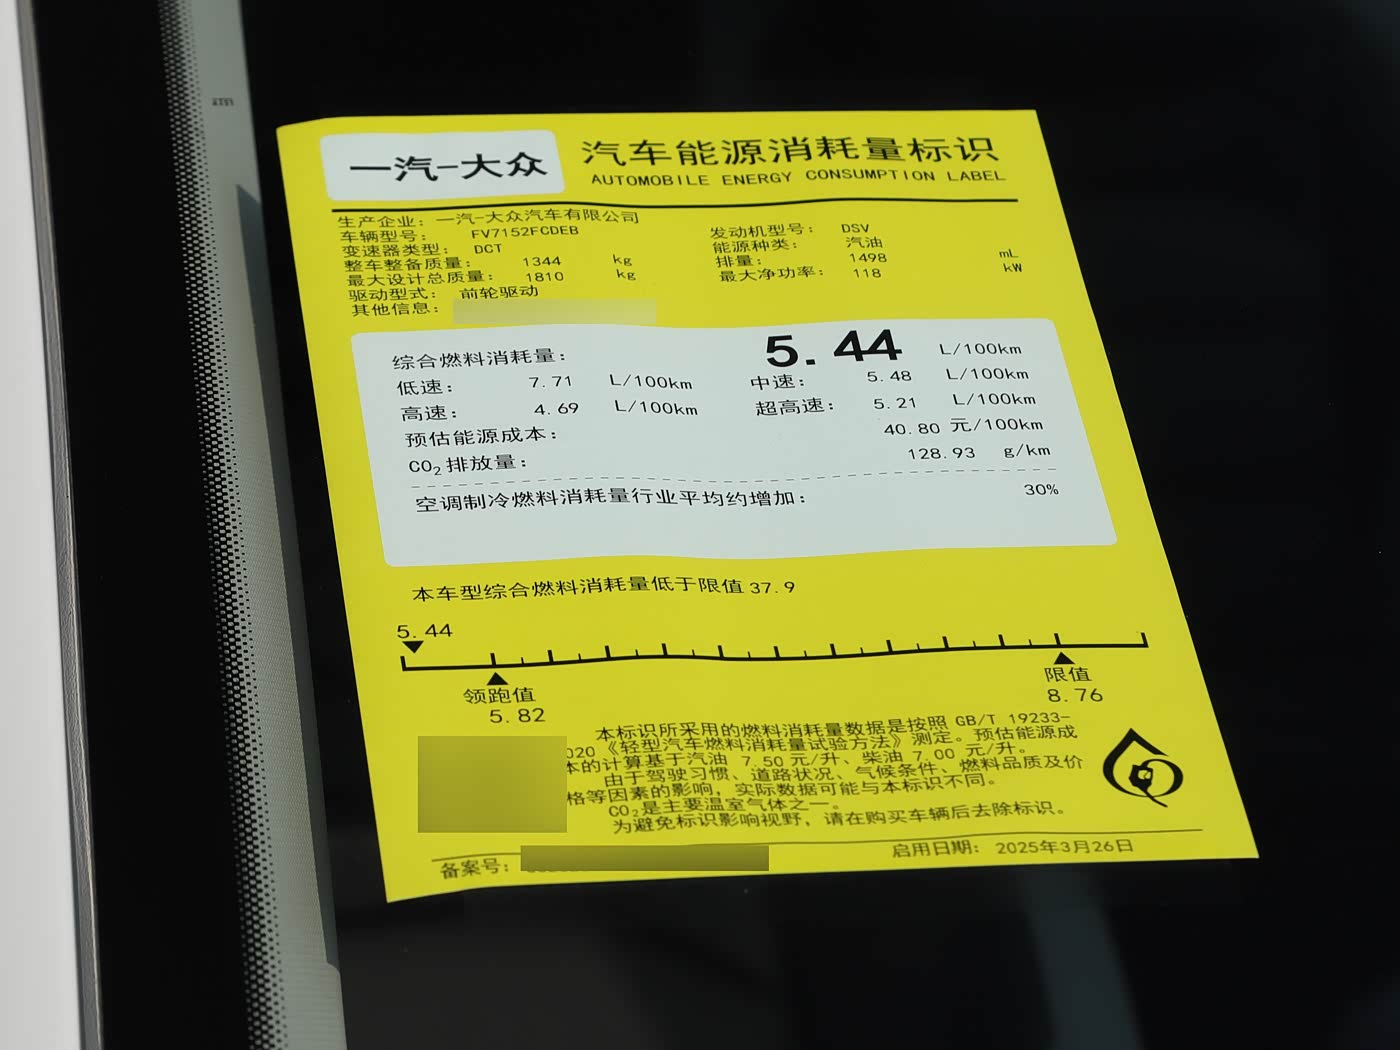 一汽-大众
汽车能源消耗量标识
AUTOMOBILE ENERGY CONSUMPTION LABEL
生产企业：一汽-大众汽车有限公司
车辆型号： FV7152FCDEB 发动机型号： DSV
变速器类型： DCT 能源种类： 汽油
整车整备质量： 1344 kg 排量： 1498 mL
最大设计总质量： 1810 kg 最大净功率： 118 kW
驱动型式： 前轮驱动
其他信息：
综合燃料消耗量： 5.44 L/100km
低速： 7.71 L/100km 中速： 5.48 L/100km
高速： 4.69 L/100km 超高速： 5.21 L/100km
预估能源成本： 40.80 元/100km
CO₂排放量： 128.93 g/km
空调制冷燃料消耗量行业平均约增加： 30%
本车型综合燃料消耗量低于限值 37.9
5.44
领跑值 限值
5.82 8.76
本标识所采用的燃料消耗量数据是按照 GB/T 19233-
020《轻型汽车燃料消耗量试验方法》测定。预估能源成
本的计算基于汽油 7.50 元/升、柴油 7.00 元/升。
由于驾驶习惯、道路状况、气候条件、燃料品质及价
格等因素的影响，实际数据可能与本标识不同。
CO₂是主要温室气体之一。
为避免标识影响视野，请在购买车辆后去除标识。
备案号： 启用日期： 2025年3月26日